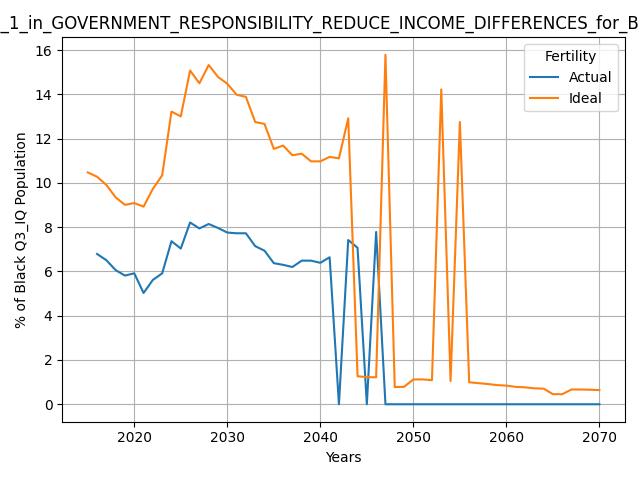 _1_in_GOVERNMENT_RESPONSIBILITY_REDUCE_INCOME_DIFFERENCES_for_B
Fertility
Actual
Ideal
% of Black Q3_IQ Population
16
14
12
10
8
6
4
2
0
2020 2030 2040 2050 2060 2070
Years